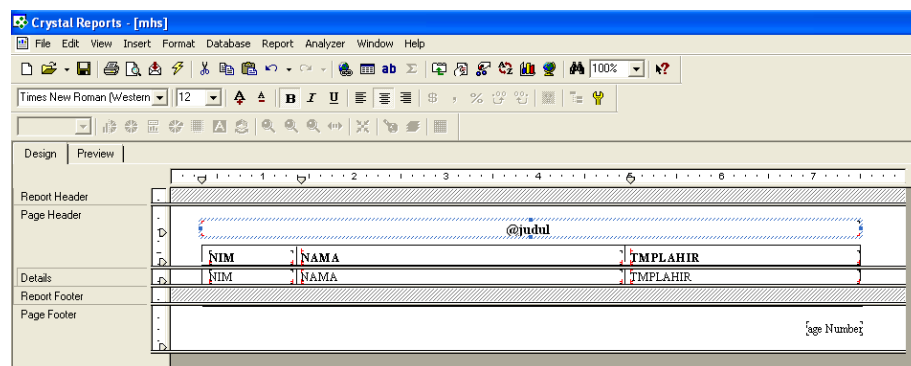 Crystal Reports - [mhs]
File Edit View Insert Format Database Report Analyzer Window Help
ab Σ 100%
Times New Roman (Western 12 B I U $ , %
Design Preview
1 2 3 4 5 6 7
Report Header
Page Header
@judul
NIM NAMA TMPLAHIR
Details NIM NAMA TMPLAHIR
Report Footer
Page Footer
age Number